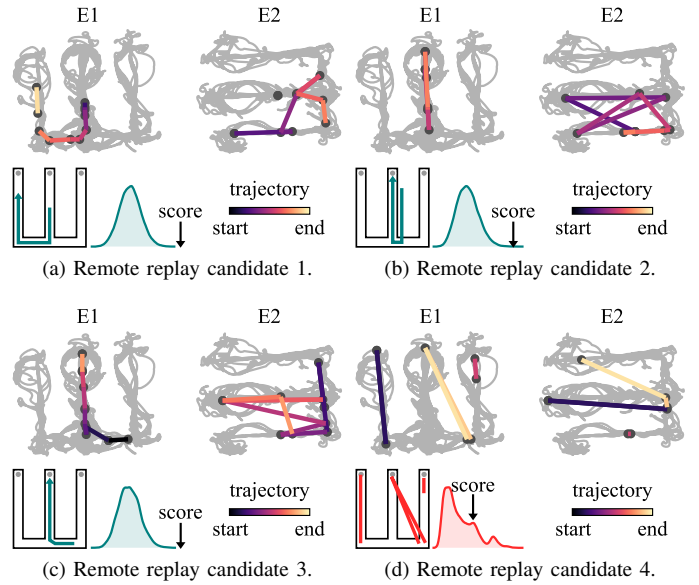 E1 E2
trajectory
score
start end
(a) Remote replay candidate 1.
E1 E2
trajectory
score
start end
(b) Remote replay candidate 2.
E1 E2
trajectory
score
start end
(c) Remote replay candidate 3.
E1 E2
trajectory
score
start end
(d) Remote replay candidate 4.